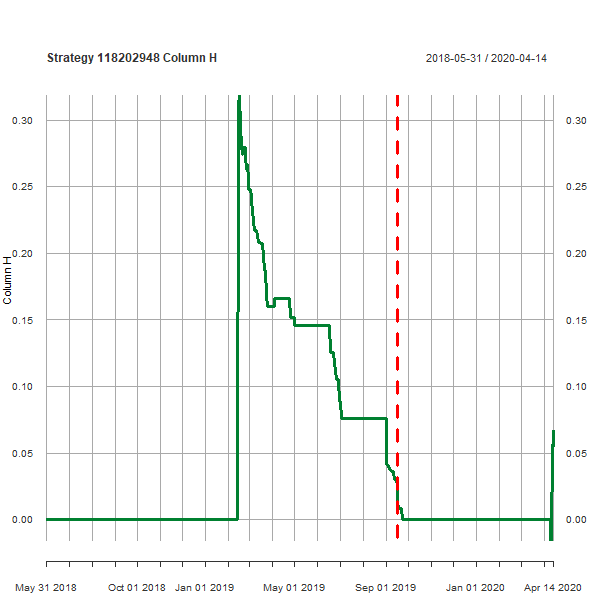 Strategy 118202948 Column H
2018-05-31 / 2020-04-14
0.30
0.30
0.25
0.25
0.20
0.20
0.15
0.15
0.10
0.10
0.05
0.05
0.00
0.00
Column H
May 31 2018
Oct 01 2018
Jan 01 2019
May 01 2019
Sep 01 2019
Jan 01 2020
Apr 14 2020